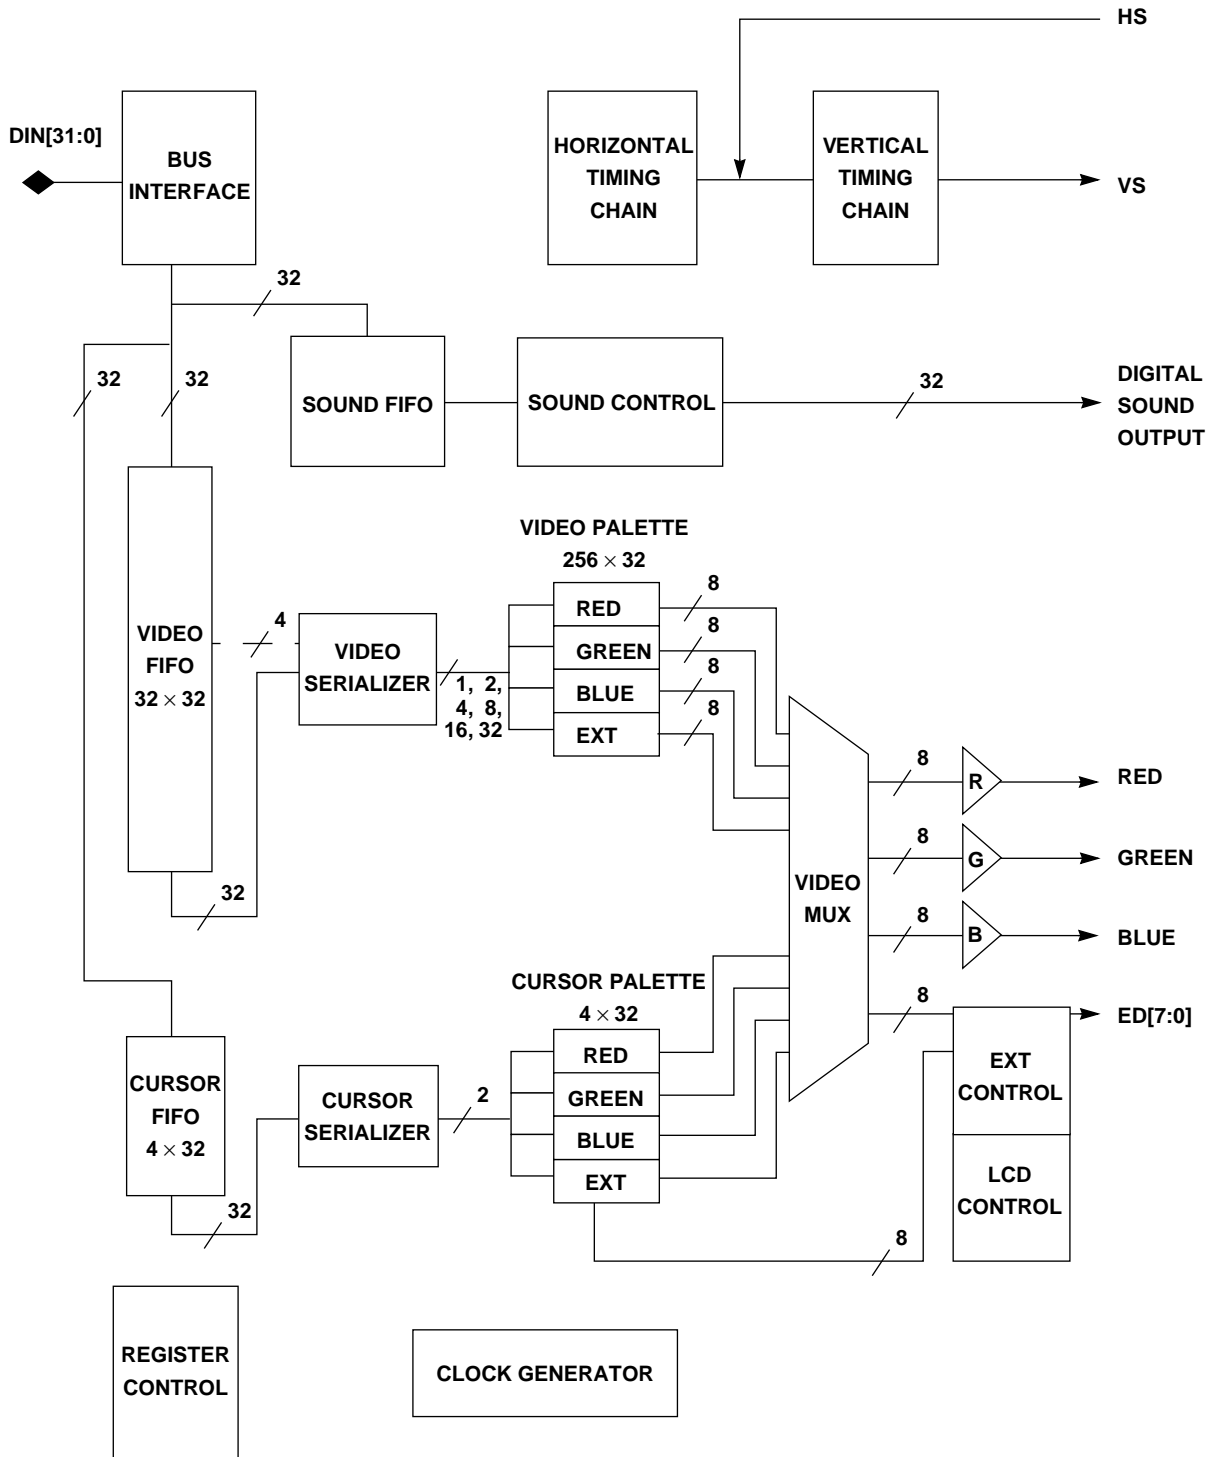 HS
DIN[31:0]
BUS
INTERFACE
HORIZONTAL
TIMING
CHAIN
VERTICAL
TIMING
CHAIN
VS
32
32
32
SOUND FIFO
SOUND CONTROL
32
DIGITAL
SOUND
OUTPUT
VIDEO PALETTE
256 × 32
VIDEO
FIFO
32 × 32
4
VIDEO
SERIALIZER
1, 2,
4, 8,
16, 32
RED
GREEN
BLUE
EXT
8
8
8
8
32
VIDEO
MUX
8
R
RED
8
G
GREEN
8
B
BLUE
8
ED[7:0]
CURSOR PALETTE
4 × 32
CURSOR
FIFO
4 × 32
CURSOR
SERIALIZER
2
RED
GREEN
BLUE
EXT
EXT
CONTROL
LCD
CONTROL
32
8
REGISTER
CONTROL
CLOCK GENERATOR